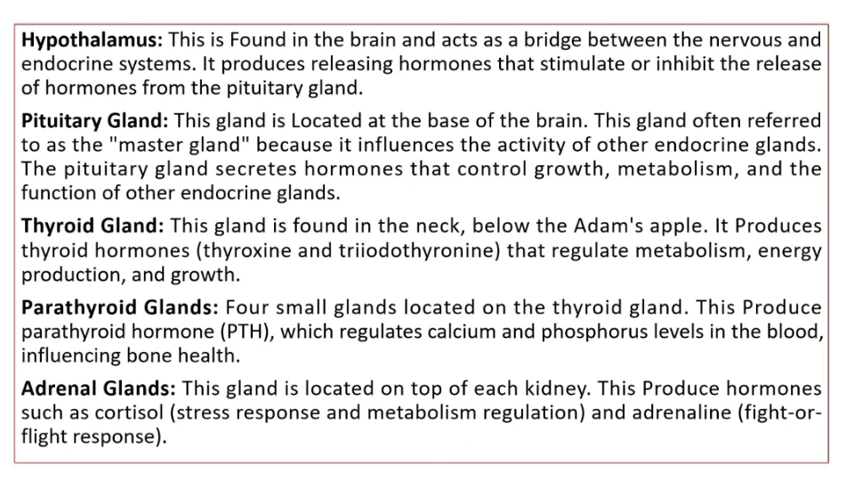 Hypothalamus: This is Found in the brain and acts as a bridge between the nervous and
endocrine systems. It produces releasing hormones that stimulate or inhibit the release
of hormones from the pituitary gland.
Pituitary Gland: This gland is Located at the base of the brain. This gland often referred
to as the "master gland" because it influences the activity of other endocrine glands.
The pituitary gland secretes hormones that control growth, metabolism, and the
function of other endocrine glands.
Thyroid Gland: This gland is found in the neck, below the Adam's apple. It Produces
thyroid hormones (thyroxine and triiodothyronine) that regulate metabolism, energy
production, and growth.
Parathyroid Glands: Four small glands located on the thyroid gland. This Produce
parathyroid hormone (PTH), which regulates calcium and phosphorus levels in the blood,
influencing bone health.
Adrenal Glands: This gland is located on top of each kidney. This Produce hormones
such as cortisol (stress response and metabolism regulation) and adrenaline (fight-or-
flight response).